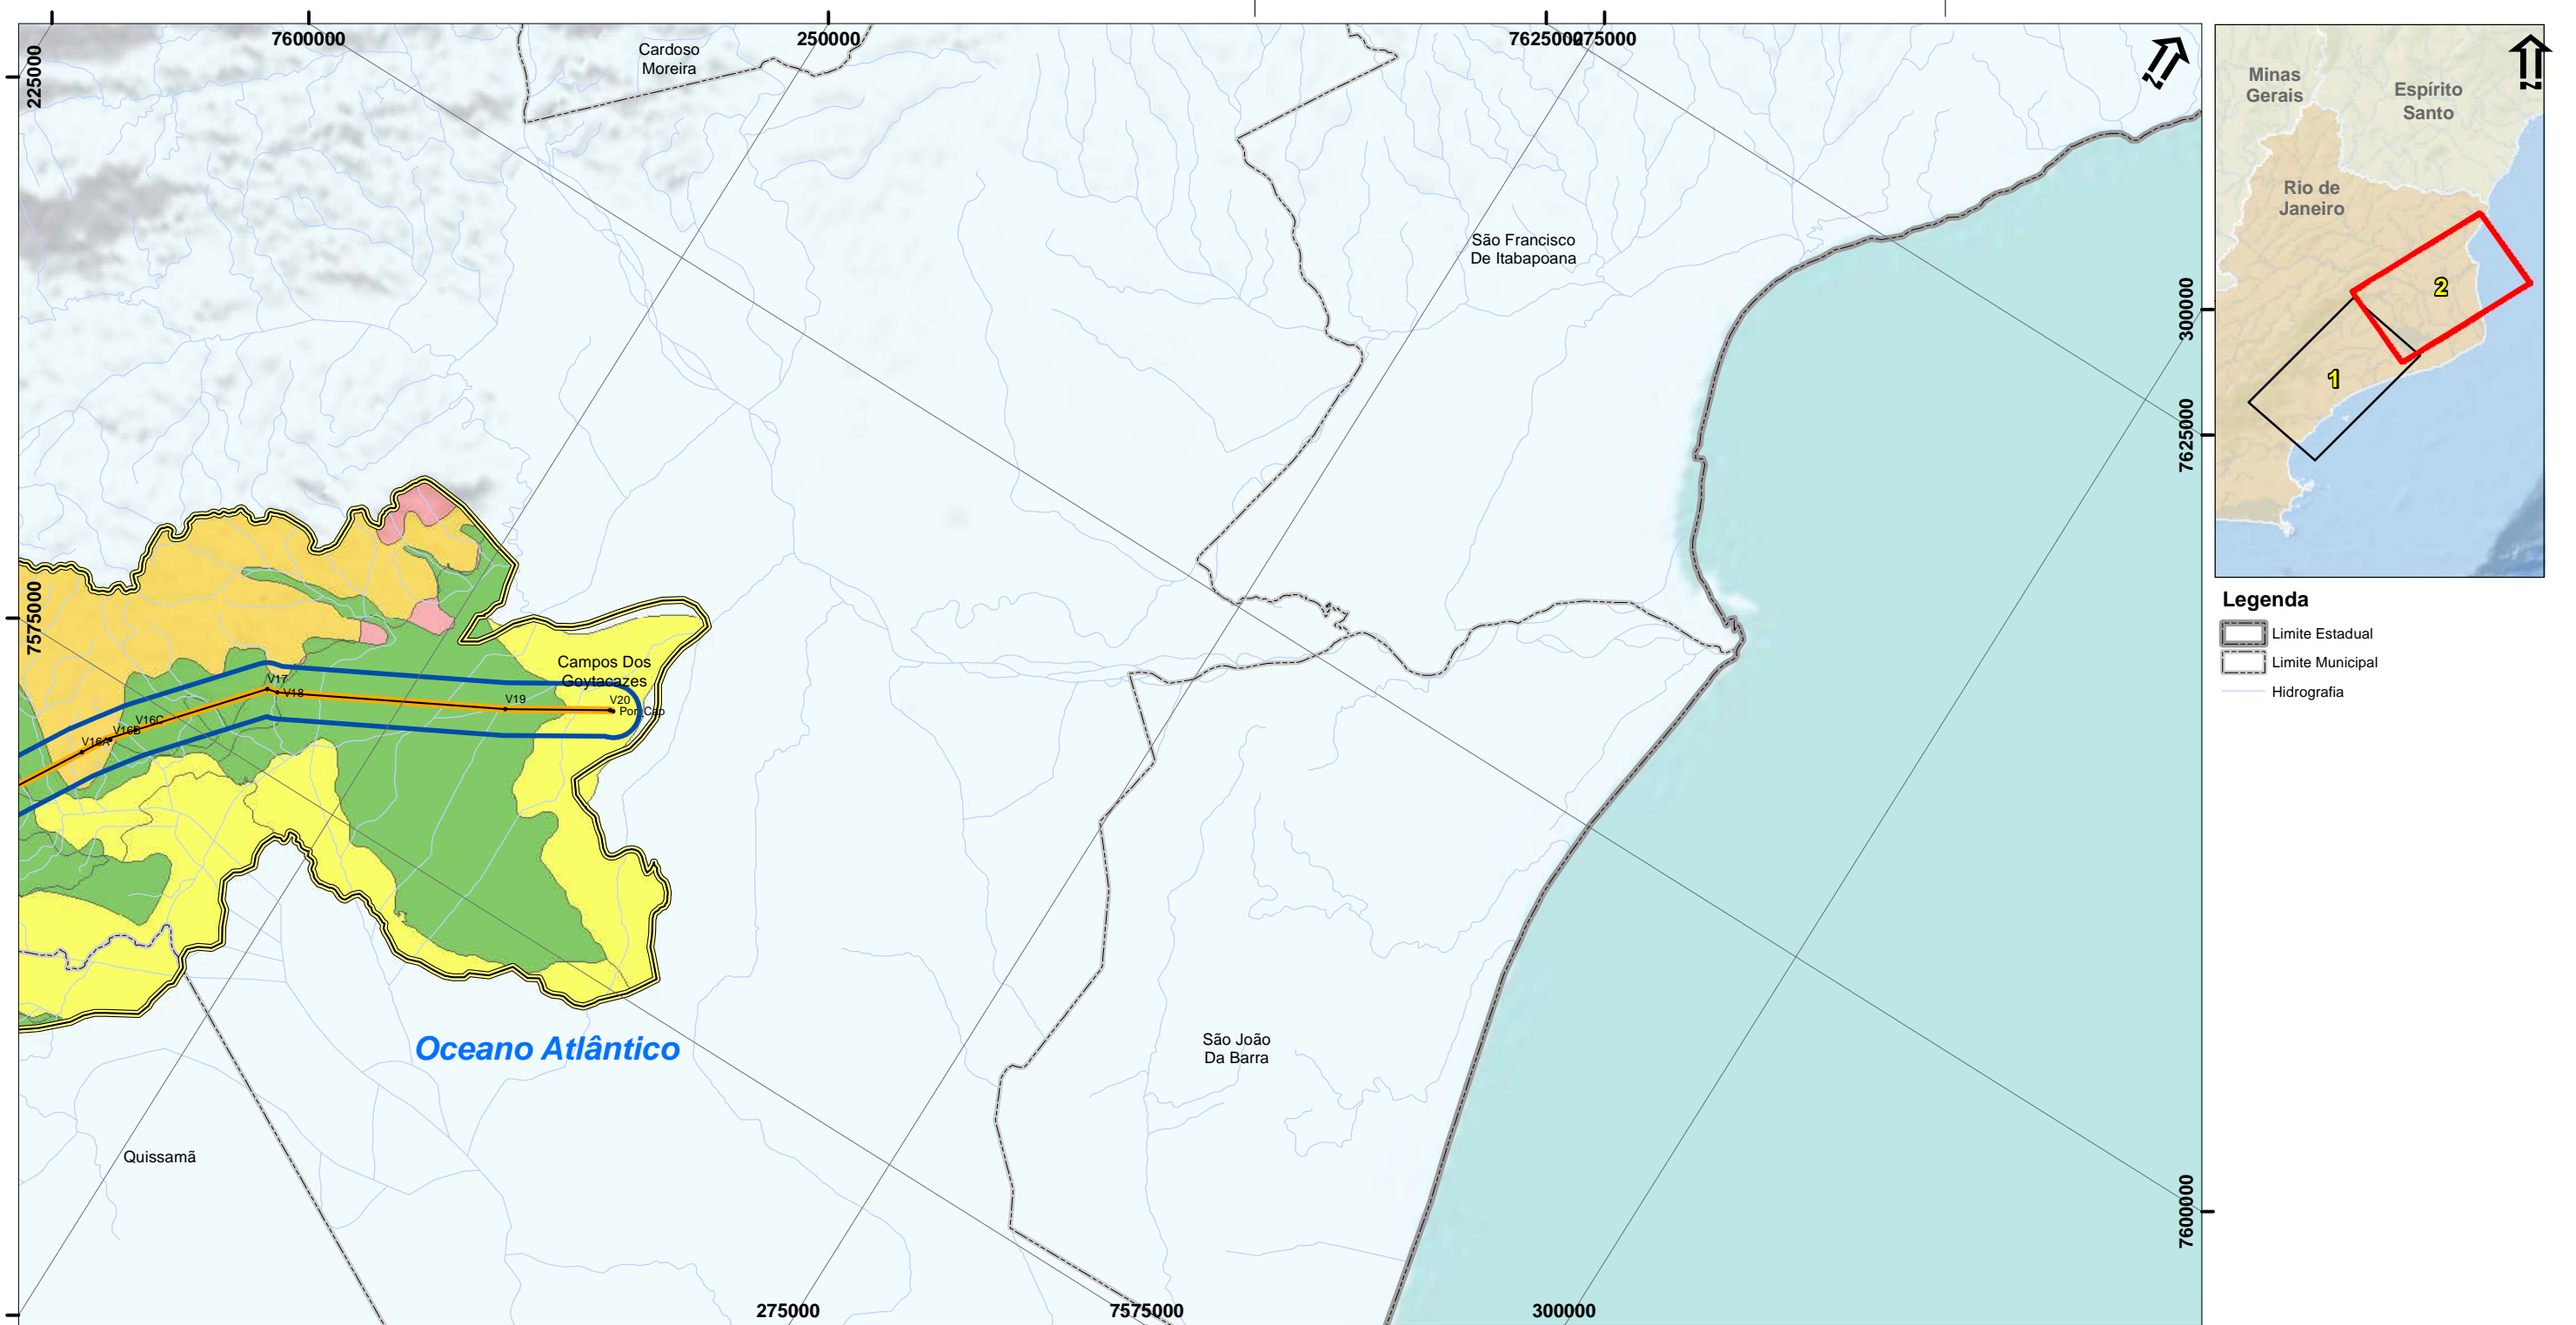 7600000
250000
7625000
275000
225000
Cardoso
Moreira
N
São Francisco
De Itabapoana
300000
7625000
7575000
Campos Dos
Goytacazes
V17
V18
V19
V20
Por_Cap
V16C
V16B
V16A
Oceano Atlântico
São João
Da Barra
Quissamã
7600000
275000
7575000
300000
Minas
Gerais
Espírito
Santo
N
Rio de
Janeiro
2
1
Legenda
Limite Estadual
Limite Municipal
Hidrografia